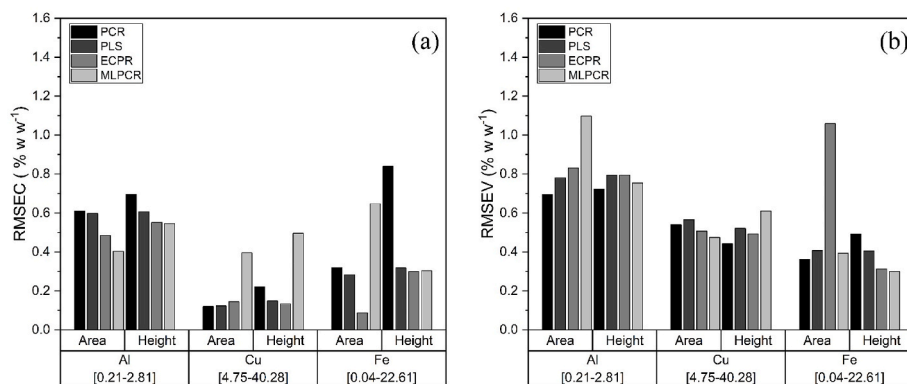 1.6
1.4
1.2
1.0
0.8
0.6
0.4
0.2
0.0
RMSEC ( % w w⁻¹)
PCR
PLS
ECPR
MLPCR
(a)
Area Height Area Height Area Height
Al Cu Fe
[0.21-2.81] [4.75-40.28] [0.04-22.61]
1.6
1.4
1.2
1.0
0.8
0.6
0.4
0.2
0.0
RMSEV (% w w⁻¹)
PCR
PLS
ECPR
MLPCR
(b)
Area Height Area Height Area Height
Al Cu Fe
[0.21-2.81] [4.75-40.28] [0.04-22.61]